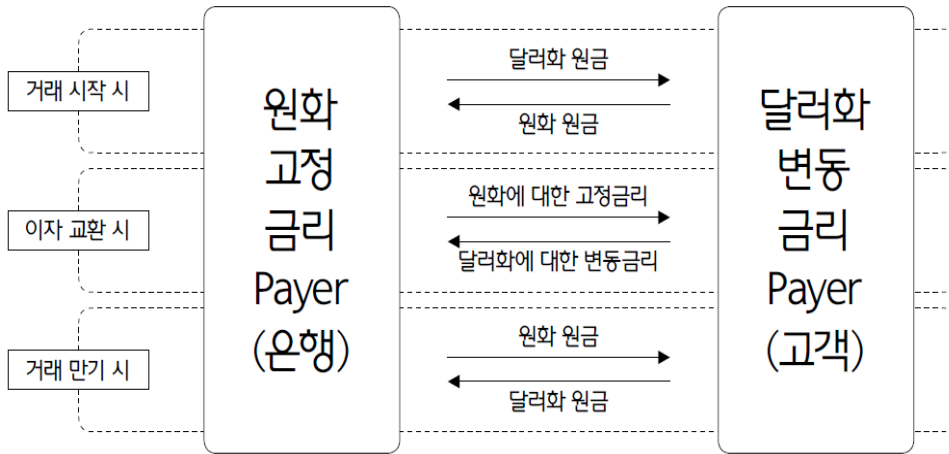 거래 시작 시
이자 교환 시
거래 만기 시
원화
고정
금리
Payer
(은행)
달러화 원금
원화 원금
원화에 대한 고정금리
달러화에 대한 변동금리
원화 원금
달러화 원금
달러화
변동
금리
Payer
(고객)